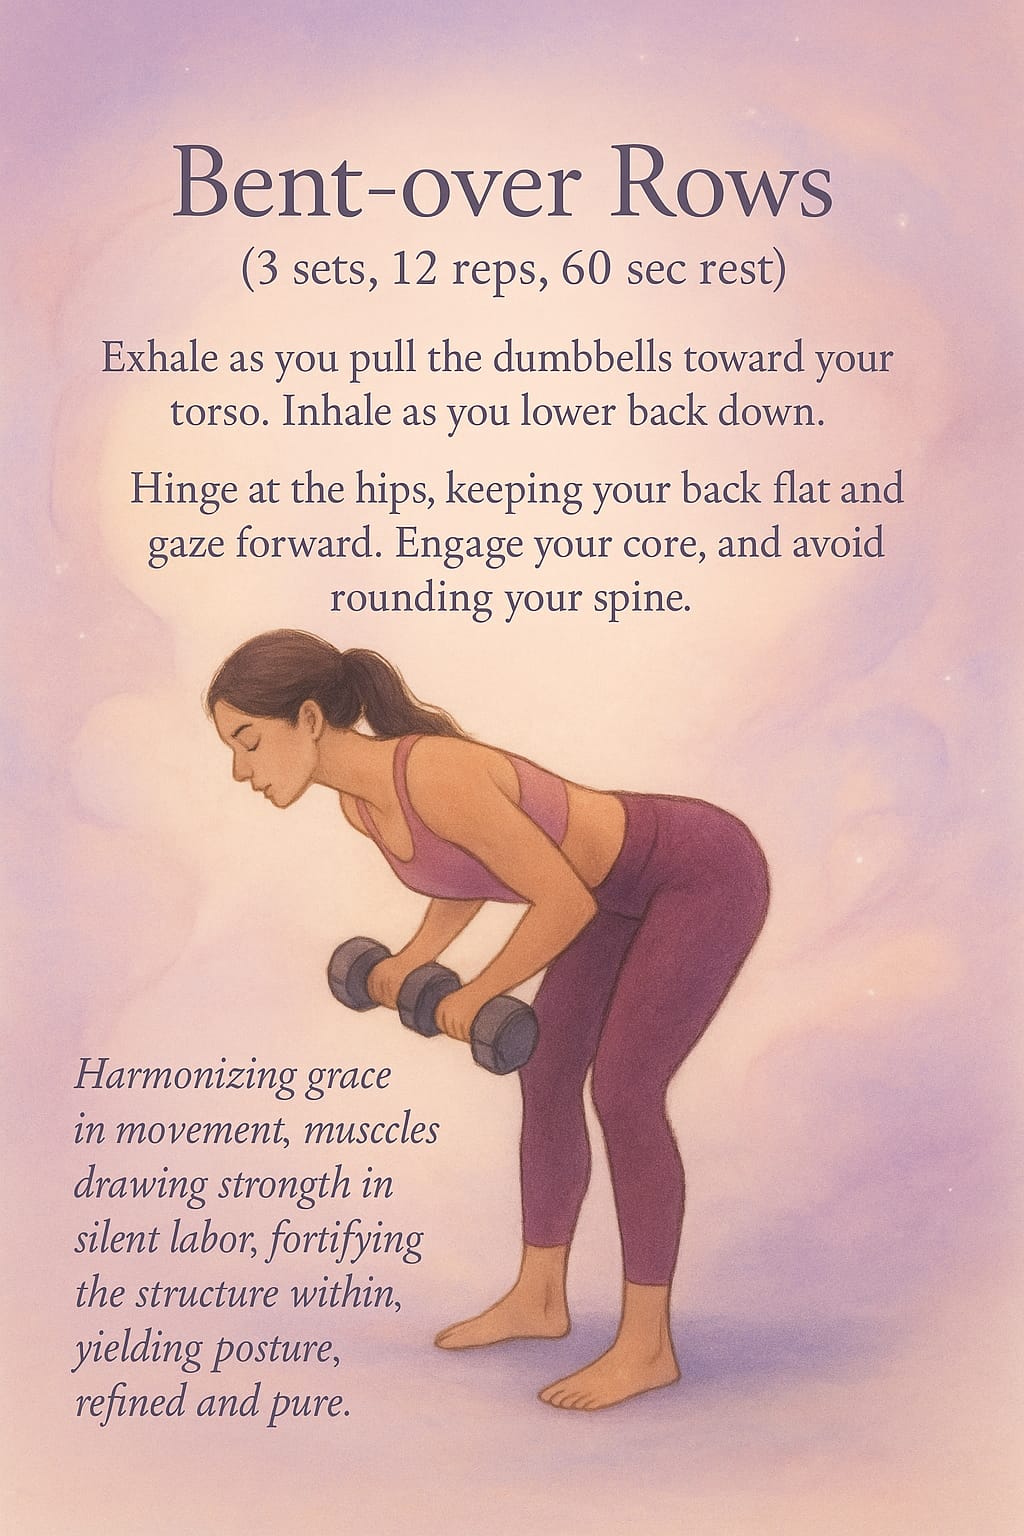 Bent-over Rows
(3 sets, 12 reps, 60 sec rest)
Exhale as you pull the dumbbells toward your
torso. Inhale as you lower back down.
Hinge at the hips, keeping your back flat and
gaze forward. Engage your core, and avoid
rounding your spine.
Harmonizing grace
in movement, musccles
drawing strongth in
silent labor, fortifying
the structure within,
yielding posture,
refined and pure.